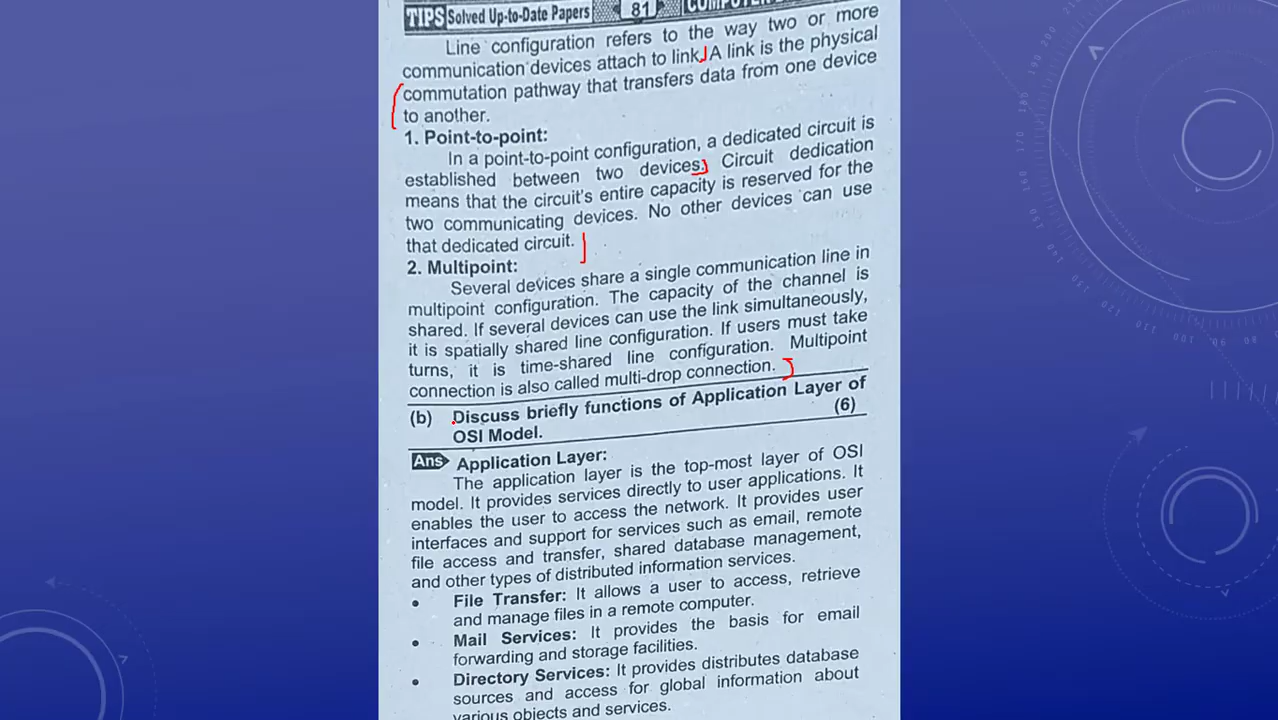 TIPS Solved Up-to-Date Papers 81
Line configuration refers to the way two or more
communication devices attach to link. A link is the physical
commutation pathway that transfers data from one device
to another.
1. Point-to-point:
In a point-to-point configuration, a dedicated circuit is
established between two devices. Circuit dedication
means that the circuit's entire capacity is reserved for the
two communicating devices. No other devices can use
that dedicated circuit.
2. Multipoint:
Several devices share a single communication line in
multipoint configuration. The capacity of the channel is
shared. If several devices can use the link simultaneously,
it is spatially shared line configuration. If users must take
turns, it is time-shared line configuration. Multipoint
connection is also called multi-drop connection.
(b) Discuss briefly functions of Application Layer of
OSI Model. (6)
Ans Application Layer:
The application layer is the top-most layer of OSI
model. It provides services directly to user applications. It
enables the user to access the network. It provides user
interfaces and support for services such as email, remote
file access and transfer, shared database management,
and other types of distributed information services.
• File Transfer: It allows a user to access, retrieve
and manage files in a remote computer.
• Mail Services: It provides the basis for email
forwarding and storage facilities.
• Directory Services: It provides distributes database
sources and access for global information about
various objects and services.